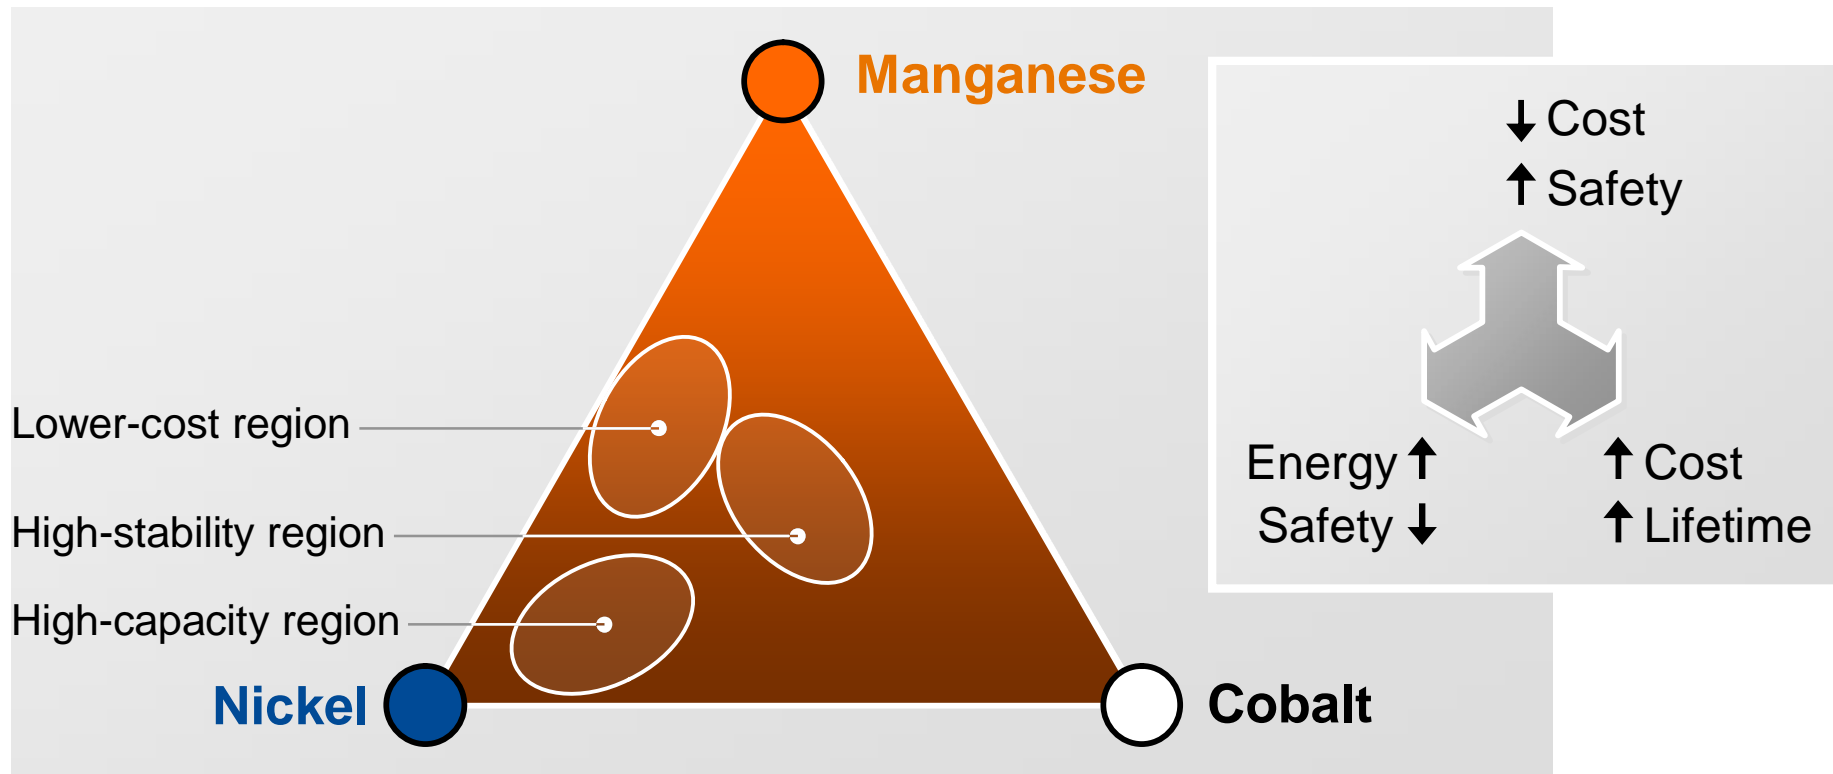 Manganese
Lower-cost region
High-stability region
High-capacity region
Nickel
Cobalt
↓ Cost
↑ Safety
Energy ↑
Safety ↓
↑ Cost
↑ Lifetime